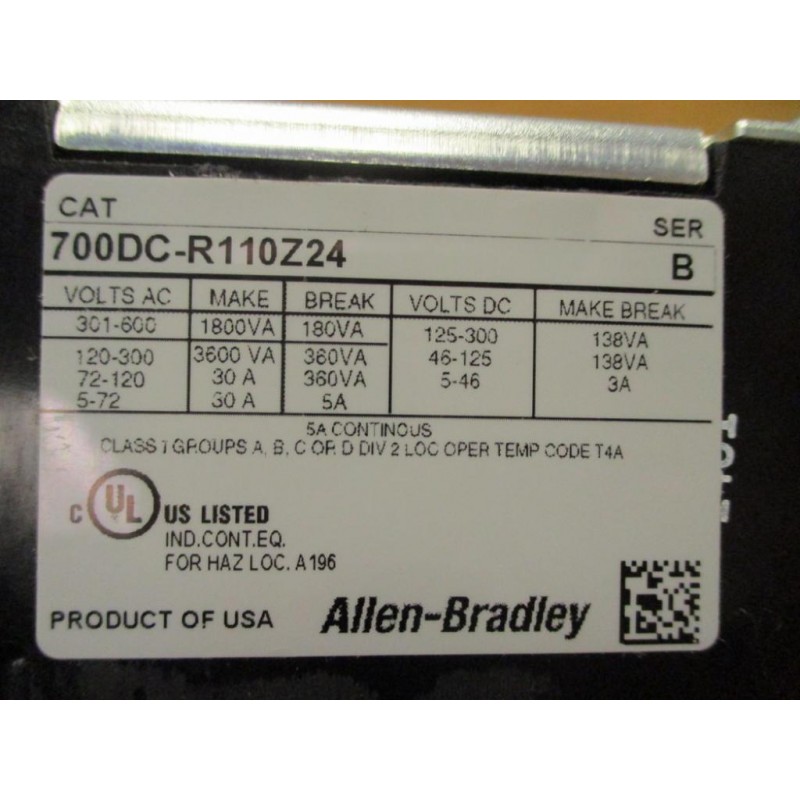 CAT
SER
700DC-R110Z24
B
VOLTS AC MAKE BREAK VOLTS DC MAKE BREAK
301-600 1800VA 180VA 125-300 138VA
120-300 3600 VA 360VA 46-125 138VA
72-120 30 A 360VA 5-46 3A
5-72 30 A 5A
5A CONTINOUS
CLASS 1 GROUPS A, B, C OR D DIV 2 LOC OPER TEMP CODE T4A
C UL US LISTED
IND.CONT.EQ.
FOR HAZ LOC. A196
PRODUCT OF USA Allen-Bradley